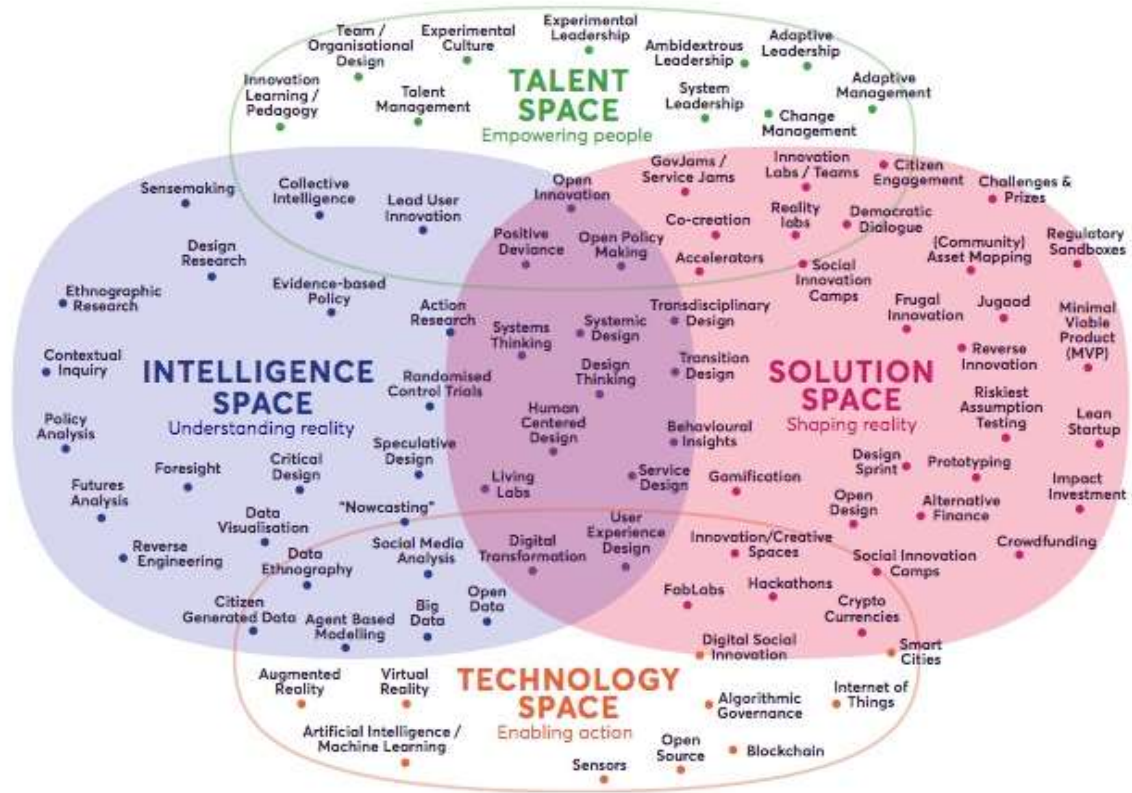 Team /
Organisational
Design
Experimental
Culture
Experimental
Leadership
Ambidextrous
Leadership
Adaptive
Leadership
Innovation
Learning /
Pedagogy
Talent
Management
TALENT
SPACE
Empowering people
System
Leadership
Adaptive
Management
Change
Management
Sensemaking
Collective
Intelligence
Lead User
Innovation
Open
Innovation
GovJams /
Service Jams
Innovation
Labs / Teams
Citizen
Engagement
Challenges &
Prizes
Design
Research
Positive
Deviance
Open Policy
Making
Co-creation
Reality
labs
Democratic
Dialogue
(Community)
Asset Mapping
Regulatory
Sandboxes
Accelerators
Social
Innovation
Camps
Ethnographic
Research
Evidence-based
Policy
Action
Research
Systems
Thinking
Systemic
Design
Transdisciplinary
Design
Frugal
Innovation
Jugaad
Minimal
Viable
Product
(MVP)
Contextual
Inquiry
INTELLIGENCE
SPACE
Understanding reality
Randomised
Control Trials
Design
Thinking
Transition
Design
SOLUTION
SPACE
Shaping reality
Reverse
Innovation
Riskiest
Assumption
Testing
Lean
Startup
Policy
Analysis
Human
Centered
Design
Behavioural
Insights
Foresight
Critical
Design
Speculative
Design
Living
Labs
Service
Design
Gamification
Design
Sprint
Prototyping
Impact
Investment
Futures
Analysis
Data
Visualisation
"Nowcasting"
User
Experience
Design
Open
Design
Alternative
Finance
Reverse
Engineering
Data
Ethnography
Social Media
Analysis
Digital
Transformation
Innovation/Creative
Spaces
Social Innovation
Camps
Crowdfunding
Citizen
Generated Data
Agent Based
Modelling
Big
Data
Open
Data
FabLabs
Hackathons
Crypto
Currencies
Digital Social
Innovation
Smart
Cities
Augmented
Reality
Virtual
Reality
TECHNOLOGY
SPACE
Enabling action
Algorithmic
Governance
Internet of
Things
Artificial Intelligence /
Machine Learning
Sensors
Open
Source
Blockchain